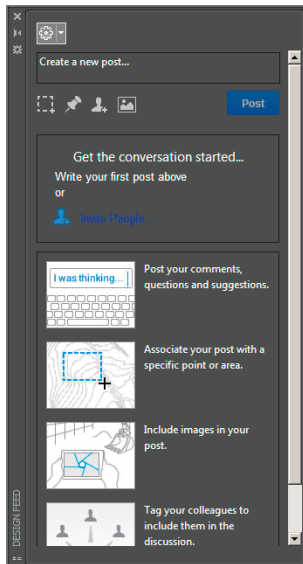 Create a new post...
Post
Get the conversation started...
Write your first post above
or
Invite People...
I was thinking...
Post your comments,
questions and suggestions.
Associate your post with a
specific point or area.
Include images in your
post.
Tag your colleagues to
include them in the
discussion.
DESIGN FEED